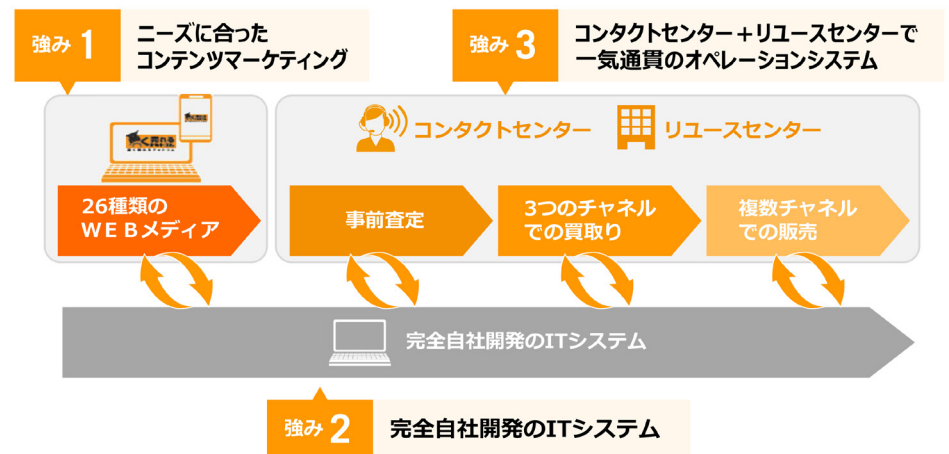 強み 1
ニーズに合った
コンテンツマーケティング
強み 3
コンタクトセンター+リユースセンターで
一気通貫のオペレーションシステム
コンタクトセンター
リユースセンター
26種類の
WEBメディア
事前査定
3つのチャネル
での買取り
複数チャネル
での販売
完全自社開発のITシステム
強み 2
完全自社開発のITシステム